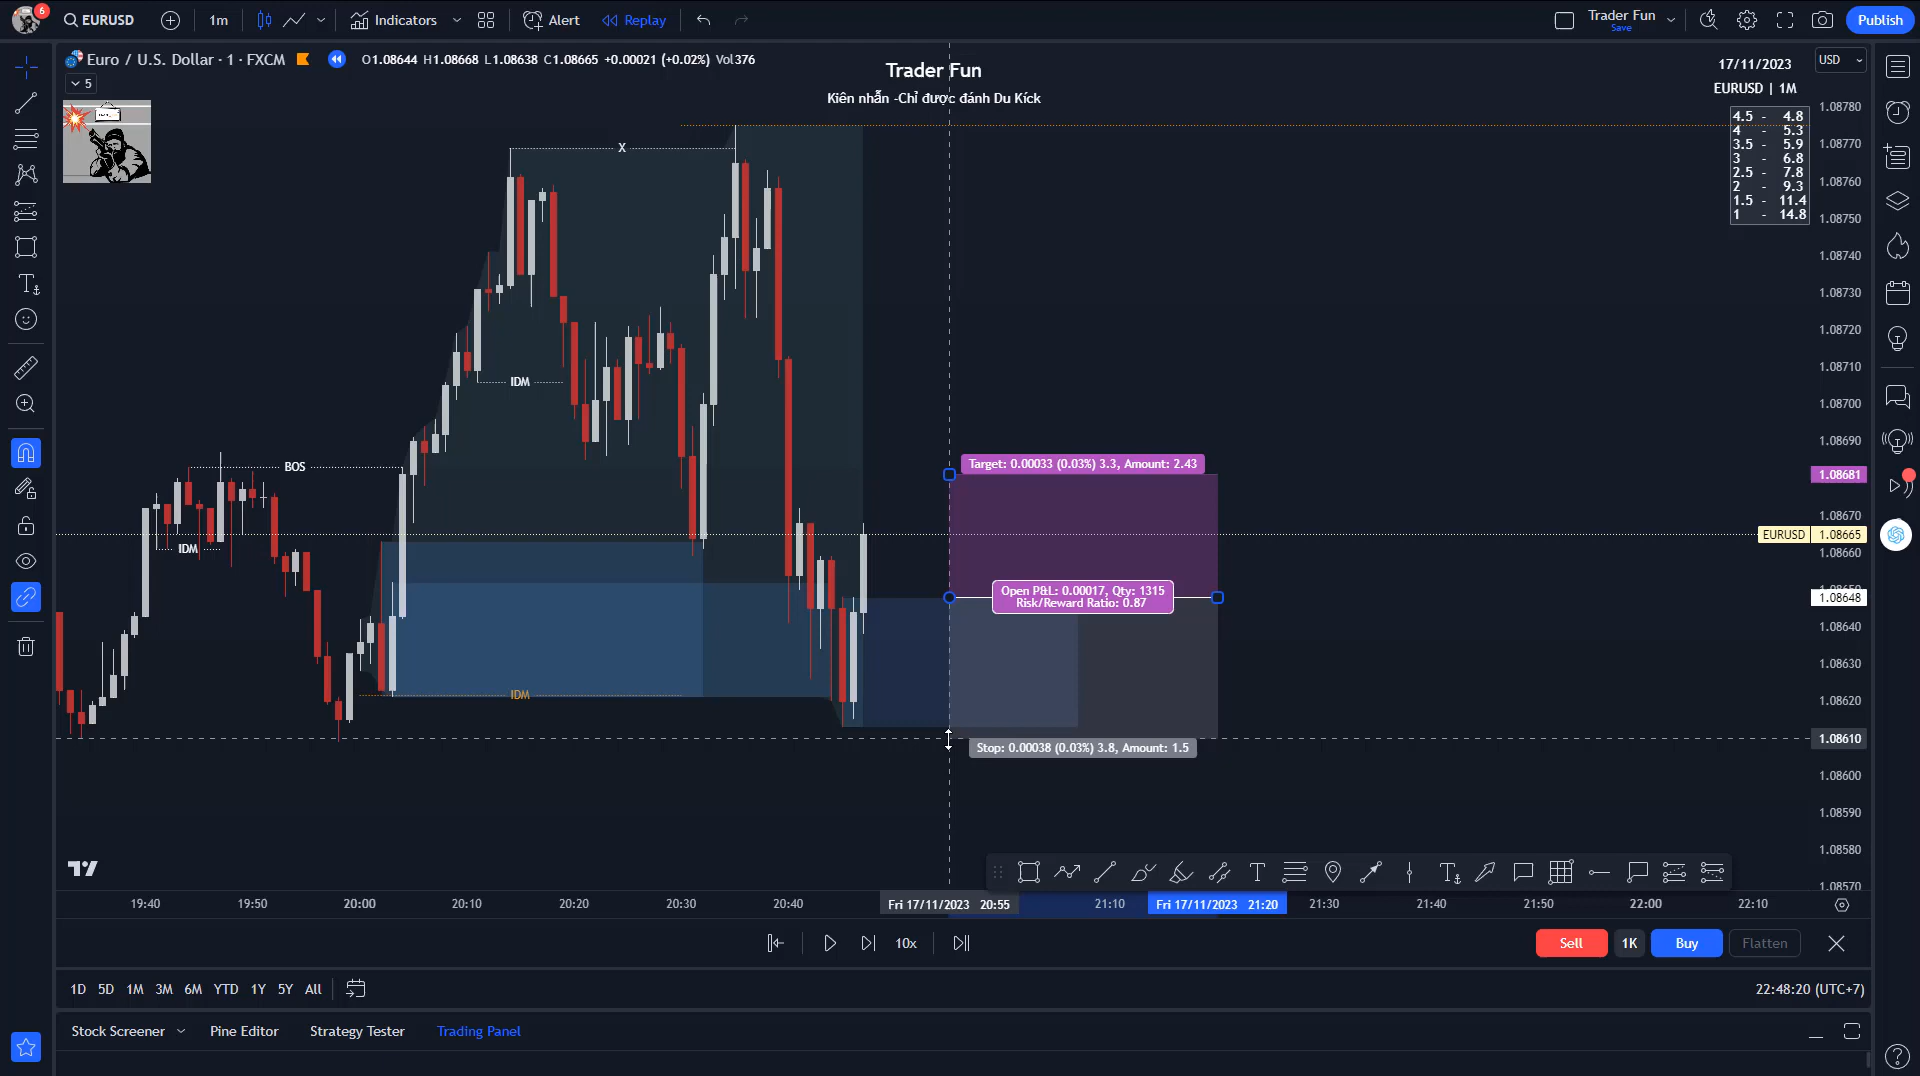 6
EURUSD
1m
Indicators
Alert
Replay
Trader Fun
Save
Publish
Euro / U.S. Dollar · 1 · FXCM
O1.08644 H1.08668 L1.08638 C1.08665 +0.00021 (+0.02%) Vol376
5
Trader Fun
Kiên nhẫn -Chỉ được đánh Du Kích
17/11/2023
EURUSD | 1M
USD
4.5 - 4.8
4 - 5.3
3.5 - 5.9
3 - 6.8
2.5 - 7.8
2 - 9.3
1.5 - 11.4
1 - 14.8
1.08780
1.08770
1.08760
1.08750
1.08740
1.08730
1.08720
1.08710
1.08700
1.08690
1.08681
1.08670
EURUSD 1.08665
1.08660
1.08648
1.08640
1.08630
1.08620
1.08610
1.08600
1.08590
1.08580
1.08570
X
IDM
BOS
IDM
IDM
Target: 0.00033 (0.03%) 3.3, Amount: 2.43
Open P&L: 0.00017, Qty: 1315
Risk/Reward Ratio: 0.87
Stop: 0.00038 (0.03%) 3.8, Amount: 1.5
19:40 19:50 20:00 20:10 20:20 20:30 20:40 Fri 17/11/2023 20:55 21:10 Fri 17/11/2023 21:20 21:30 21:40 21:50 22:00 22:10
10x
Sell 1K Buy Flatten
1D 5D 1M 3M 6M YTD 1Y 5Y All
22:48:20 (UTC+7)
Stock Screener Pine Editor Strategy Tester Trading Panel